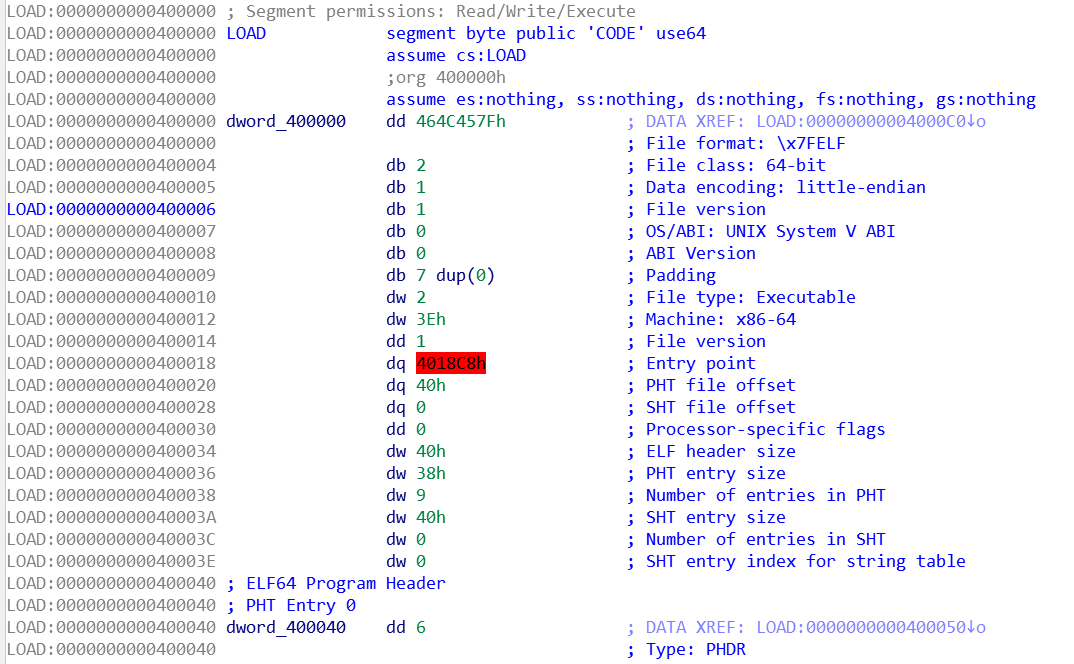 LOAD:0000000000400000 ; Segment permissions: Read/Write/Execute
LOAD:0000000000400000 LOAD segment byte public 'CODE' use64
LOAD:0000000000400000 assume cs:LOAD
LOAD:0000000000400000 ;org 400000h
LOAD:0000000000400000 assume es:nothing, ss:nothing, ds:nothing, fs:nothing, gs:nothing
LOAD:0000000000400000 dword_400000 dd 464C457Fh ; DATA XREF: LOAD:00000000004000C0↓o
LOAD:0000000000400000 ; File format: \x7FELF
LOAD:0000000000400004 db 2 ; File class: 64-bit
LOAD:0000000000400005 db 1 ; Data encoding: little-endian
LOAD:0000000000400006 db 1 ; File version
LOAD:0000000000400007 db 0 ; OS/ABI: UNIX System V ABI
LOAD:0000000000400008 db 0 ; ABI Version
LOAD:0000000000400009 db 7 dup(0) ; Padding
LOAD:0000000000400010 dw 2 ; File type: Executable
LOAD:0000000000400012 dw 3Eh ; Machine: x86-64
LOAD:0000000000400014 dd 1 ; File version
LOAD:0000000000400018 dq 4018C8h ; Entry point
LOAD:0000000000400020 dq 40h ; PHT file offset
LOAD:0000000000400028 dq 0 ; SHT file offset
LOAD:0000000000400030 dd 0 ; Processor-specific flags
LOAD:0000000000400034 dw 40h ; ELF header size
LOAD:0000000000400036 dw 38h ; PHT entry size
LOAD:0000000000400038 dw 9 ; Number of entries in PHT
LOAD:000000000040003A dw 40h ; SHT entry size
LOAD:000000000040003C dw 0 ; Number of entries in SHT
LOAD:000000000040003E dw 0 ; SHT entry index for string table
LOAD:0000000000400040 ; ELF64 Program Header
LOAD:0000000000400040 ; PHT Entry 0
LOAD:0000000000400040 dword_400040 dd 6 ; DATA XREF: LOAD:0000000000400050↓o
LOAD:0000000000400040 ; Type: PHDR